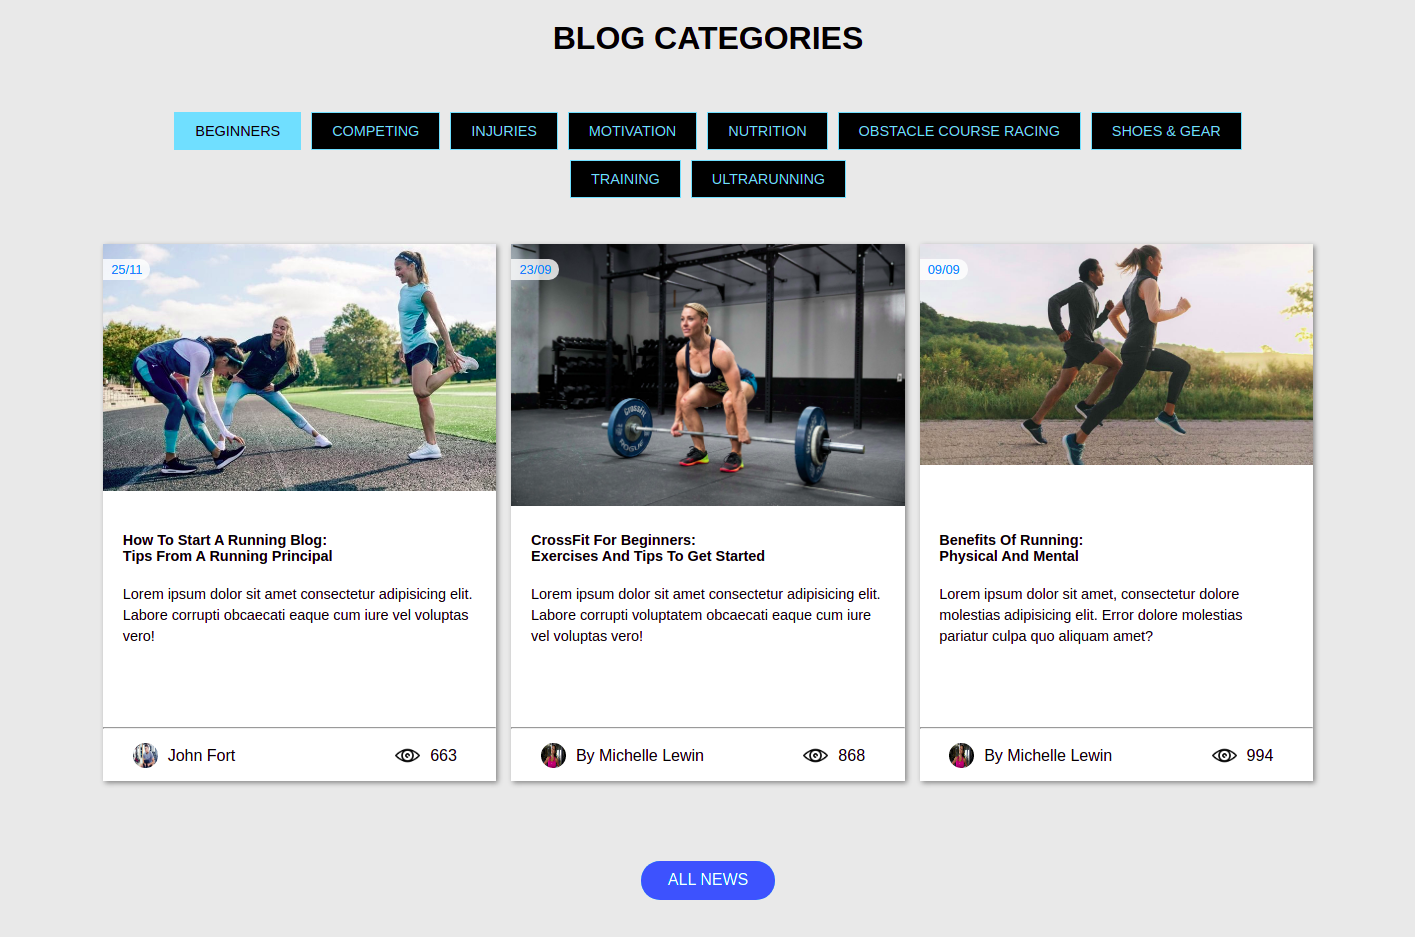 BLOG CATEGORIES
BEGINNERS
COMPETING
INJURIES
MOTIVATION
NUTRITION
OBSTACLE COURSE RACING
SHOES & GEAR
TRAINING
ULTRARUNNING
25/11
How To Start A Running Blog:
Tips From A Running Principal
Lorem ipsum dolor sit amet consectetur adipisicing elit.
Labore corrupti obcaecati eaque cum iure vel voluptas
vero!
John Fort
663
23/09
CrossFit
ROGUE
CrossFit For Beginners:
Exercises And Tips To Get Started
Lorem ipsum dolor sit amet consectetur adipisicing elit.
Labore corrupti voluptatem obcaecati eaque cum iure
vel voluptas vero!
By Michelle Lewin
868
09/09
Benefits Of Running:
Physical And Mental
Lorem ipsum dolor sit amet, consectetur dolore
molestias adipisicing elit. Error dolore molestias
pariatur culpa quo aliquam amet?
By Michelle Lewin
994
ALL NEWS